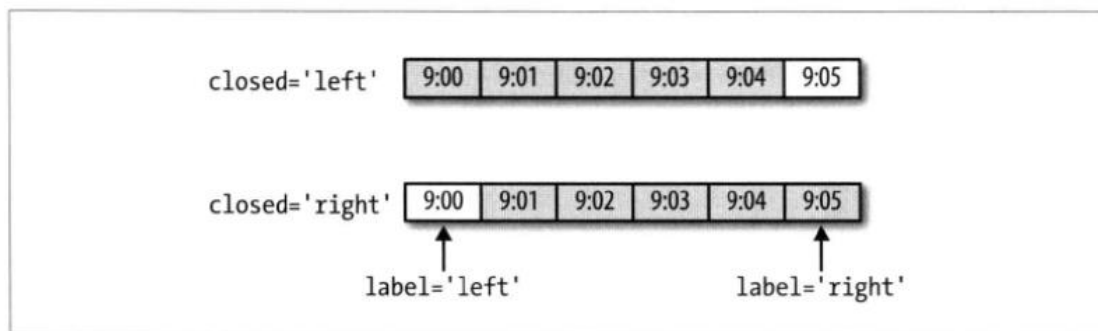 closed='left' 9:00 9:01 9:02 9:03 9:04 9:05
closed='right' 9:00 9:01 9:02 9:03 9:04 9:05
label='left' label='right'